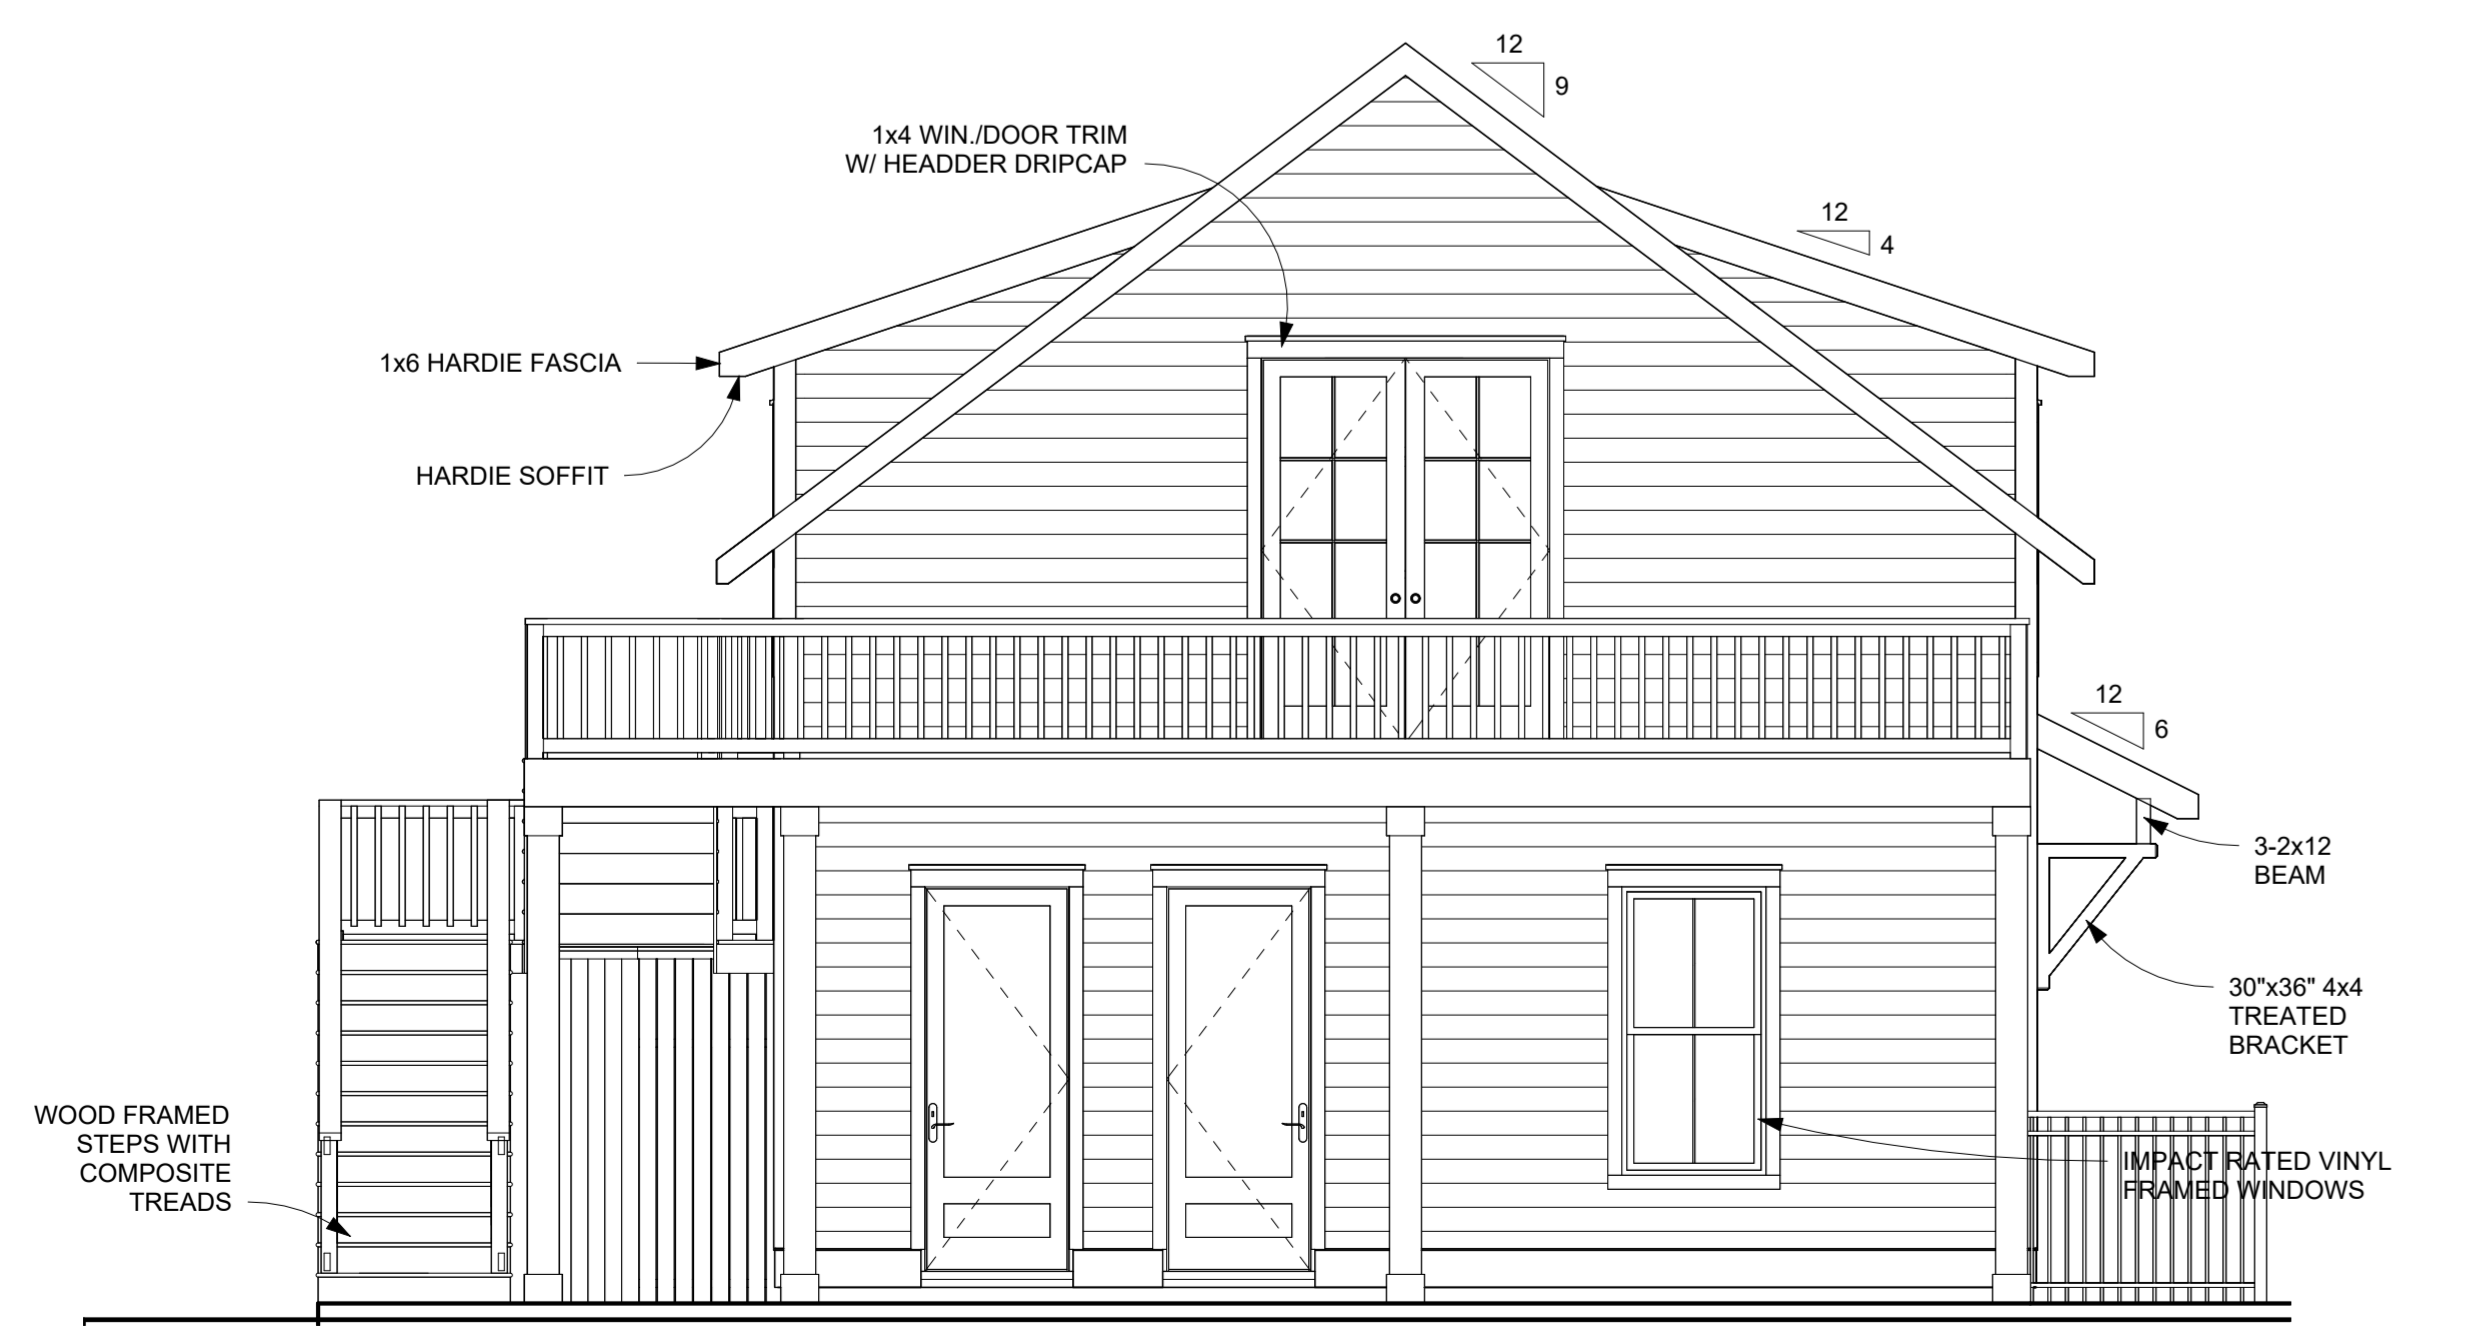 12
9
1x4 WIN./DOOR TRIM
W/ HEADDER DRIPCAP
12
4
1x6 HARDIE FASCIA
HARDIE SOFFIT
12
6
3-2x12
BEAM
30"x36" 4x4
TREATED
BRACKET
WOOD FRAMED
STEPS WITH
COMPOSITE
TREADS
IMPACT RATED VINYL
FRAMED WINDOWS